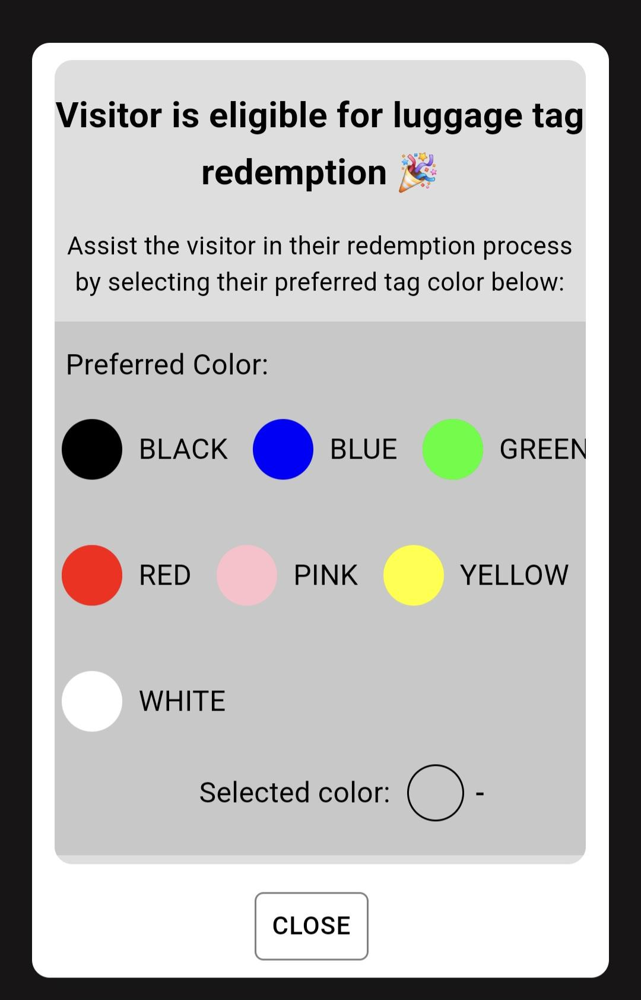 Visitor is eligible for luggage tag
redemption 🎉
Assist the visitor in their redemption process
by selecting their preferred tag color below:
Preferred Color:
BLACK BLUE GREEN
RED PINK YELLOW
WHITE
Selected color: -
CLOSE